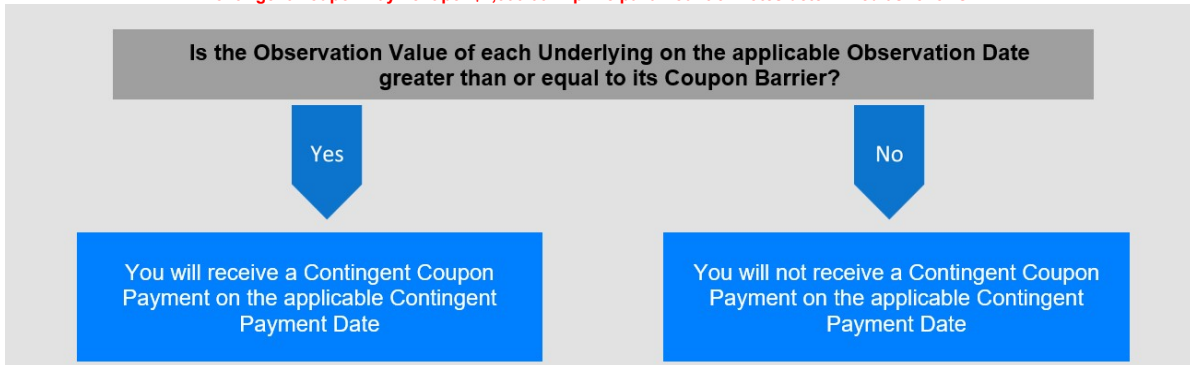 Is the Observation Value of each Underlying on the applicable Observation Date
greater than or equal to its Coupon Barrier?
Yes
No
You will receive a Contingent Coupon
Payment on the applicable Contingent
Payment Date
You will not receive a Contingent Coupon
Payment on the applicable Contingent
Payment Date